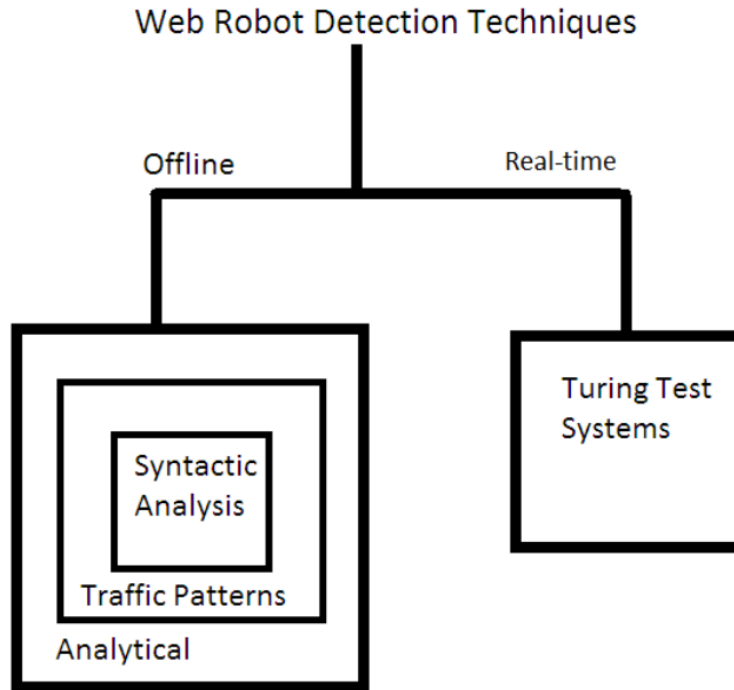 Web Robot Detection Techniques
Offline
Real-time
Syntactic
Analysis
Traffic Patterns
Analytical
Turing Test
Systems